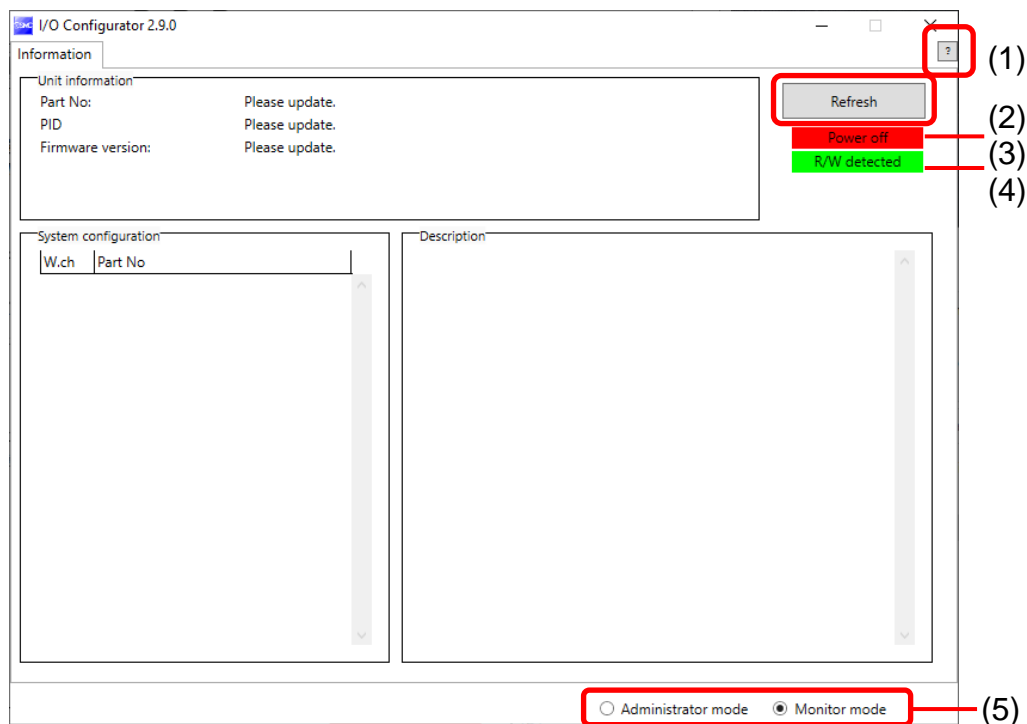 I/O Configurator 2.9.0
Information
?
(1)
Unit information
Part No: Please update.
PID Please update.
Firmware version: Please update.
Refresh
(2)
Power off
(3)
R/W detected
(4)
System configuration
W.ch Part No
Description
Administrator mode Monitor mode
(5)